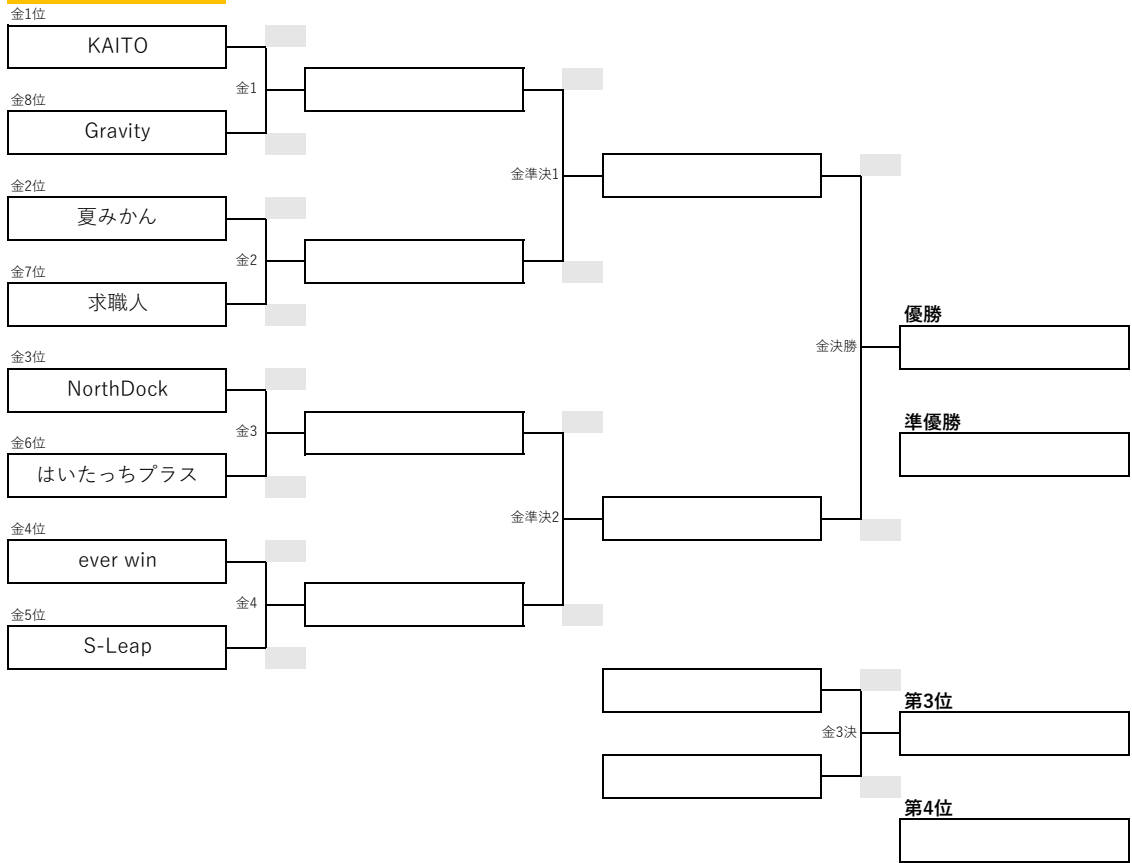 金1位
KAITO
金1
金8位
Gravity
金準決1
金2位
夏みかん
金2
金7位
求職人
優勝
金決勝
金3位
NorthDock
準優勝
金3
金6位
はいたっちプラス
金準決2
金4位
ever win
金4
金5位
S-Leap
第3位
金3決
第4位